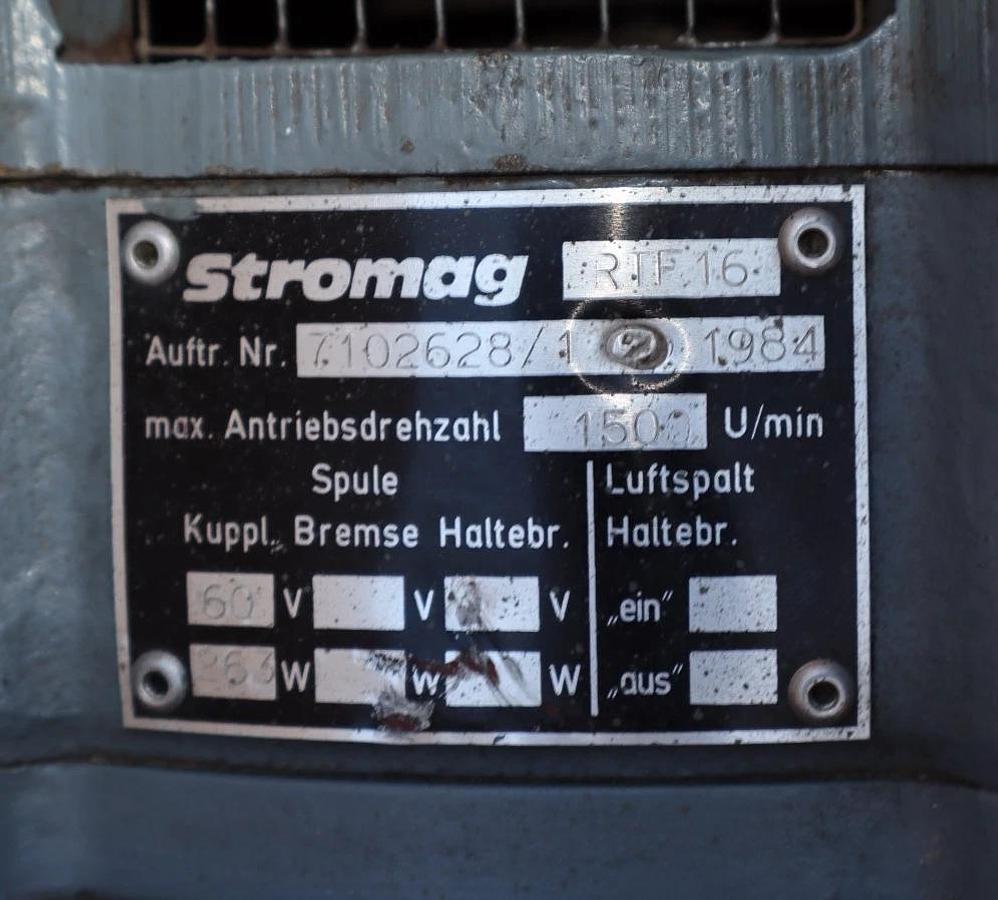 Stromag RTF 16
Auftr. Nr. 7102628/1 1984
max. Antriebsdrehzahl 1500 U/min
Spule Luftspalt
Kuppl. Bremse Haltebr. Haltebr.
60 V V V „ein”
W W W „aus”